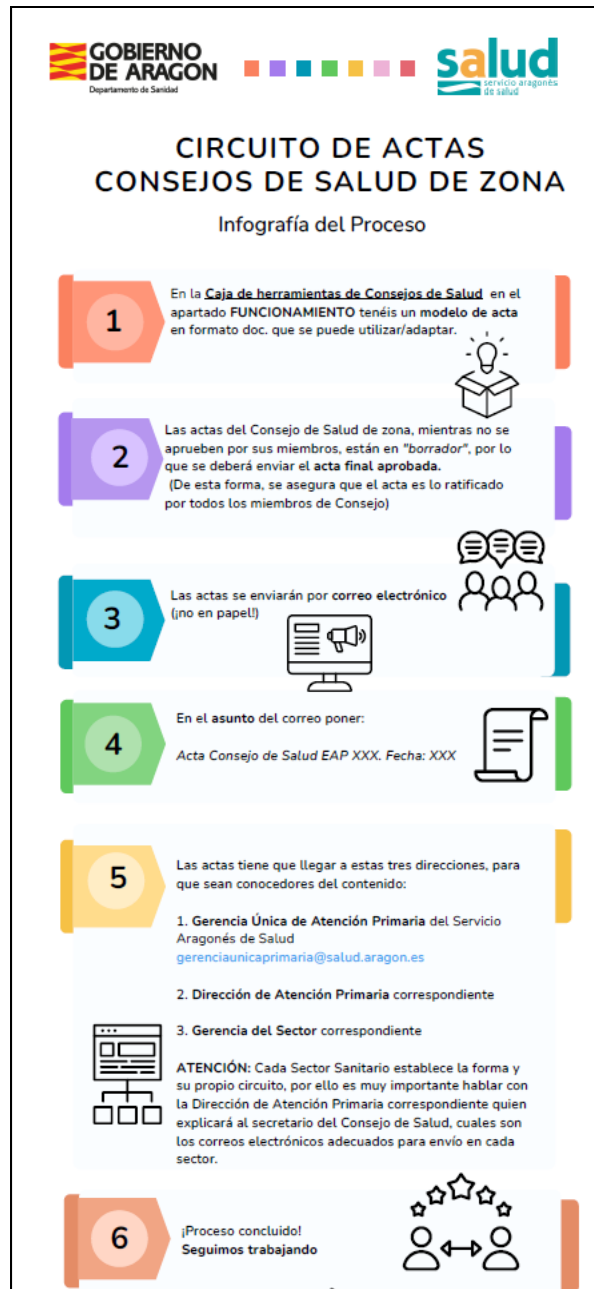 GOBIERNO
DE ARAGON
Departamento de Sanidad
salud
servicio aragonés
de salud
CIRCUITO DE ACTAS
CONSEJOS DE SALUD DE ZONA
Infografía del Proceso
1
En la Caja de herramientas de Consejos de Salud en el
apartado FUNCIONAMIENTO tenéis un modelo de acta
en formato doc. que se puede utilizar/adaptar.
2
Las actas del Consejo de Salud de zona, mientras no se
aprueben por sus miembros, están en "borrador", por lo
que se deberá enviar el acta final aprobada.
(De esta forma, se asegura que el acta es lo ratificado
por todos los miembros de Consejo)
3
Las actas se enviarán por correo electrónico
(¡no en papel!)
4
En el asunto del correo poner:
Acta Consejo de Salud EAP XXX. Fecha: XXX
5
Las actas tiene que llegar a estas tres direcciones, para
que sean conocedores del contenido:
1. Gerencia Única de Atención Primaria del Servicio
Aragonés de Salud
gerenciaunicaprimaria@salud.aragon.es
2. Dirección de Atención Primaria correspondiente
3. Gerencia del Sector correspondiente
ATENCIÓN: Cada Sector Sanitario establece la forma y
su propio circuito, por ello es muy importante hablar con
la Dirección de Atención Primaria correspondiente quien
explicará al secretario del Consejo de Salud, cuales son
los correos electrónicos adecuados para envío en cada
sector.
6
¡Proceso concluido!
Seguimos trabajando